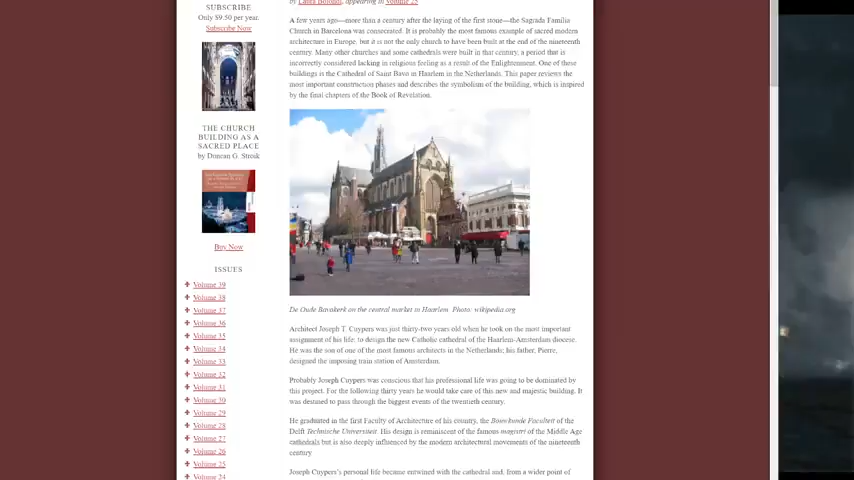 SUBSCRIBE
Only $9.50 per year.
Subscribe Now
THE CHURCH
BUILDING AS A
SACRED PLACE
by Duncan G. Stroik
Buy Now
ISSUES
Volume 39
Volume 38
Volume 37
Volume 36
Volume 35
Volume 34
Volume 33
Volume 32
Volume 31
Volume 30
Volume 29
Volume 28
Volume 27
Volume 26
Volume 25
Volume 24
by Laura Bolondi, appearing in Volume 25
A few years ago—more than a century after the laying of the first stone—the Sagrada Familia
Church in Barcelona was consecrated. It is probably the most famous example of sacred modern
architecture in Europe, but it is not the only church to have been built at the end of the nineteenth
century. Many other churches and some cathedrals were built in that century, a period that is
incorrectly considered lacking in religious feeling as a result of the Enlightenment. One of these
buildings is the Cathedral of Saint Bavo in Haarlem in the Netherlands. This paper reviews the
most important construction phases and describes the symbolism of the building, which is inspired
by the final chapters of the Book of Revelation.
De Oude Bavokerk on the central market in Haarlem Photo: wikipedia.org
Architect Joseph T. Cuypers was just thirty-two years old when he took on the most important
assignment of his life: to design the new Catholic cathedral of the Haarlem-Amsterdam diocese.
He was the son of one of the most famous architects in the Netherlands; his father, Pierre,
designed the imposing train station of Amsterdam.
Probably Joseph Cuypers was conscious that his professional life was going to be dominated by
this project. For the following thirty years he would take care of this new and majestic building. It
was destined to pass through the biggest events of the twentieth century.
He graduated in the first Faculty of Architecture of his country, the Bouwkunde Faculteit of the
Delft Technische Universiteit. His design is reminiscent of the famous magistri of the Middle Age
cathedrals but is also deeply influenced by the modern architectural movements of the nineteenth
century
Joseph Cuypers's personal life became entwined with the cathedral and, from a wider point of